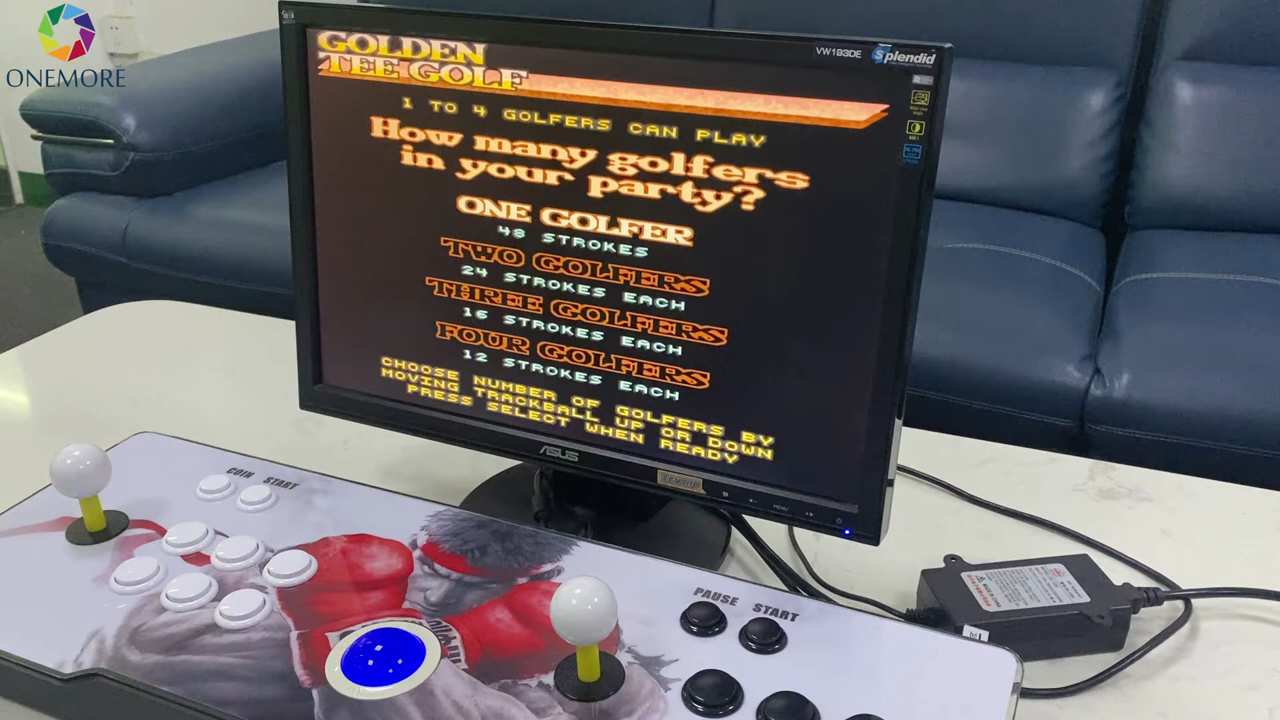 ONEMORE
VW193DE Splendid
GOLDEN
TEE GOLF
1 TO 4 GOLFERS CAN PLAY
How many golfers
in your party?
ONE GOLFER
48 STROKES
TWO GOLFERS
24 STROKES EACH
THREE GOLFERS
16 STROKES EACH
FOUR GOLFERS
12 STROKES EACH
CHOOSE NUMBER OF GOLFERS BY
MOVING TRACKBALL UP OR DOWN
PRESS SELECT WHEN READY
ASUS
MENU
COIN START
PAUSE START